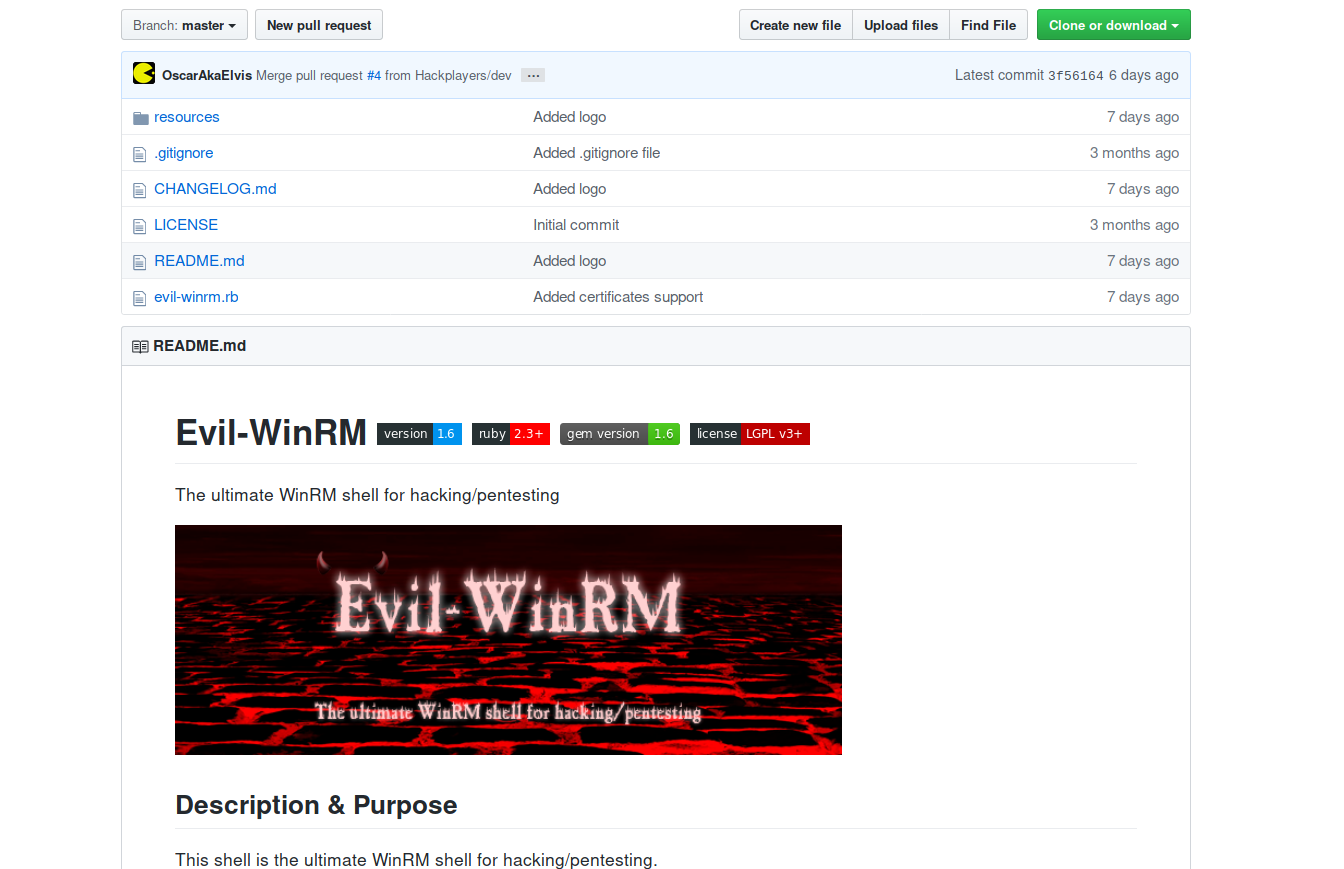 Branch: master New pull request Create new file Upload files Find File Clone or download
OscarAkaElvis Merge pull request #4 from Hackplayers/dev ... Latest commit 3f56164 6 days ago
resources Added logo 7 days ago
.gitignore Added .gitignore file 3 months ago
CHANGELOG.md Added logo 7 days ago
LICENSE Initial commit 3 months ago
README.md Added logo 7 days ago
evil-winrm.rb Added certificates support 7 days ago
README.md
Evil-WinRM version 1.6 ruby 2.3+ gem version 1.6 license LGPL v3+
The ultimate WinRM shell for hacking/pentesting
Evil-WinRM
The ultimate WinRM shell for hacking/pentesting
Description & Purpose
This shell is the ultimate WinRM shell for hacking/pentesting.